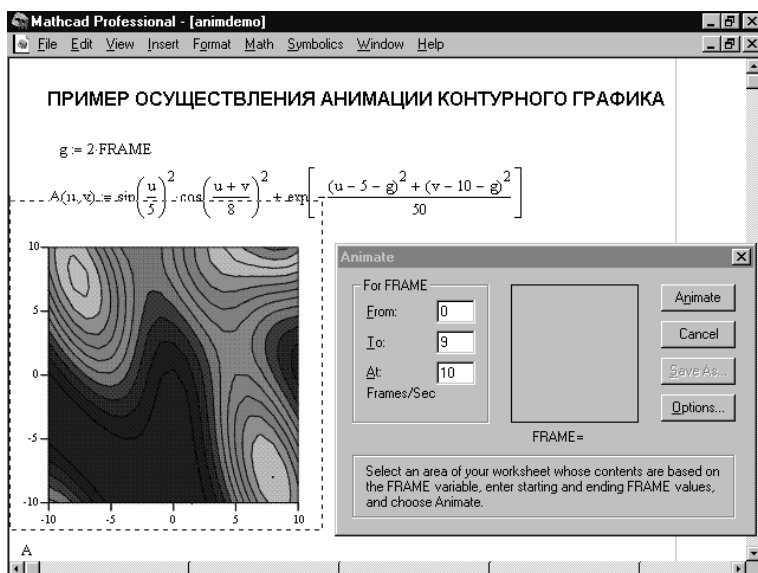 Mathcad Professional - [animdemo]
File Edit View Insert Format Math Symbolics Window Help
ПРИМЕР ОСУЩЕСТВЛЕНИЯ АНИМАЦИИ КОНТУРНОГО ГРАФИКА
g := 2·FRAME
A(u,v) := sin(u/5)^2·cos((u + v)/8)^2 + exp[-((u - 5 - g)^2 + (v - 10 - g)^2)/50]
10
5
0
-5
-10
-10 -5 0 5 10
A
Animate
For FRAME
From: 0
To: 9
At: 10
Frames/Sec
FRAME=
Animate
Cancel
Save As...
Options...
Select an area of your worksheet whose contents are based on
the FRAME variable, enter starting and ending FRAME values,
and choose Animate.